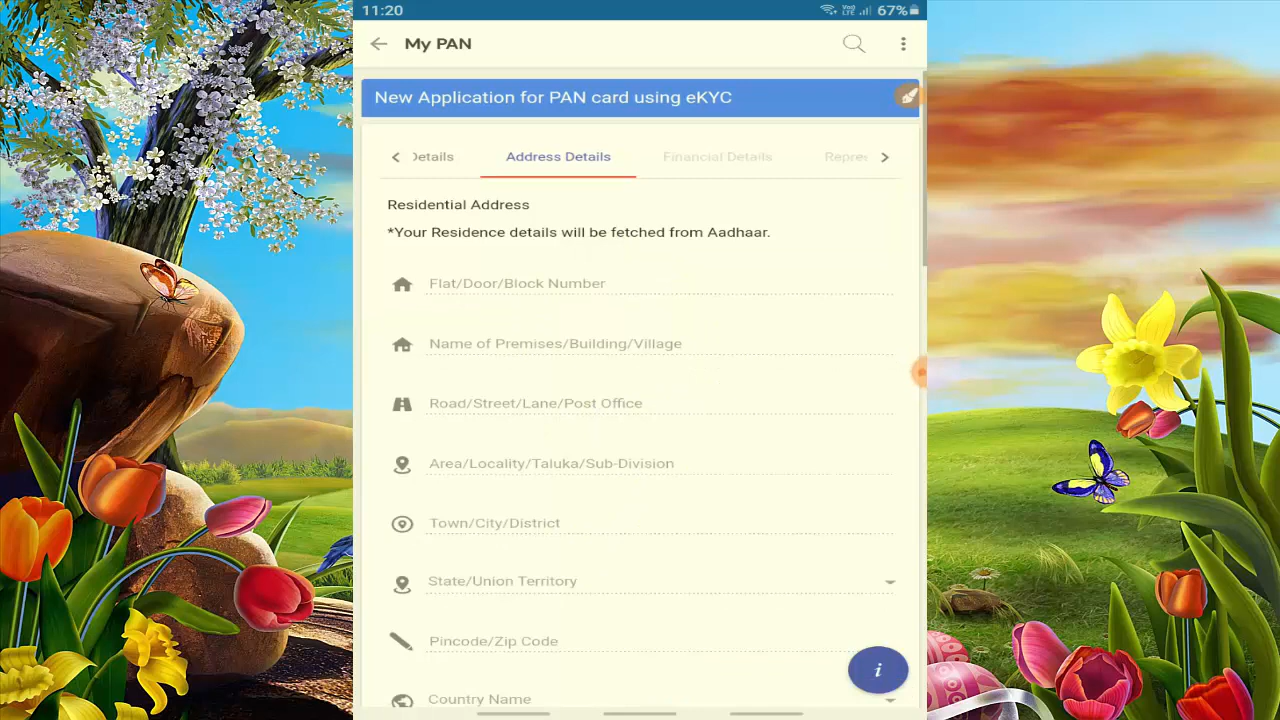 11:20
67%
My PAN
New Application for PAN card using eKYC
Details Address Details Financial Details Repres
Residential Address
*Your Residence details will be fetched from Aadhaar.
Flat/Door/Block Number
Name of Premises/Building/Village
Road/Street/Lane/Post Office
Area/Locality/Taluka/Sub-Division
Town/City/District
State/Union Territory
Pincode/Zip Code
i
Country Name